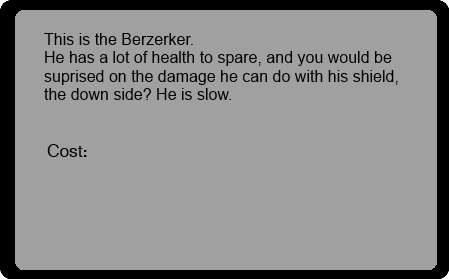 This is the Berzerker.
He has a lot of health to spare, and you would be
suprised on the damage he can do with his shield,
the down side? He is slow.
Cost: